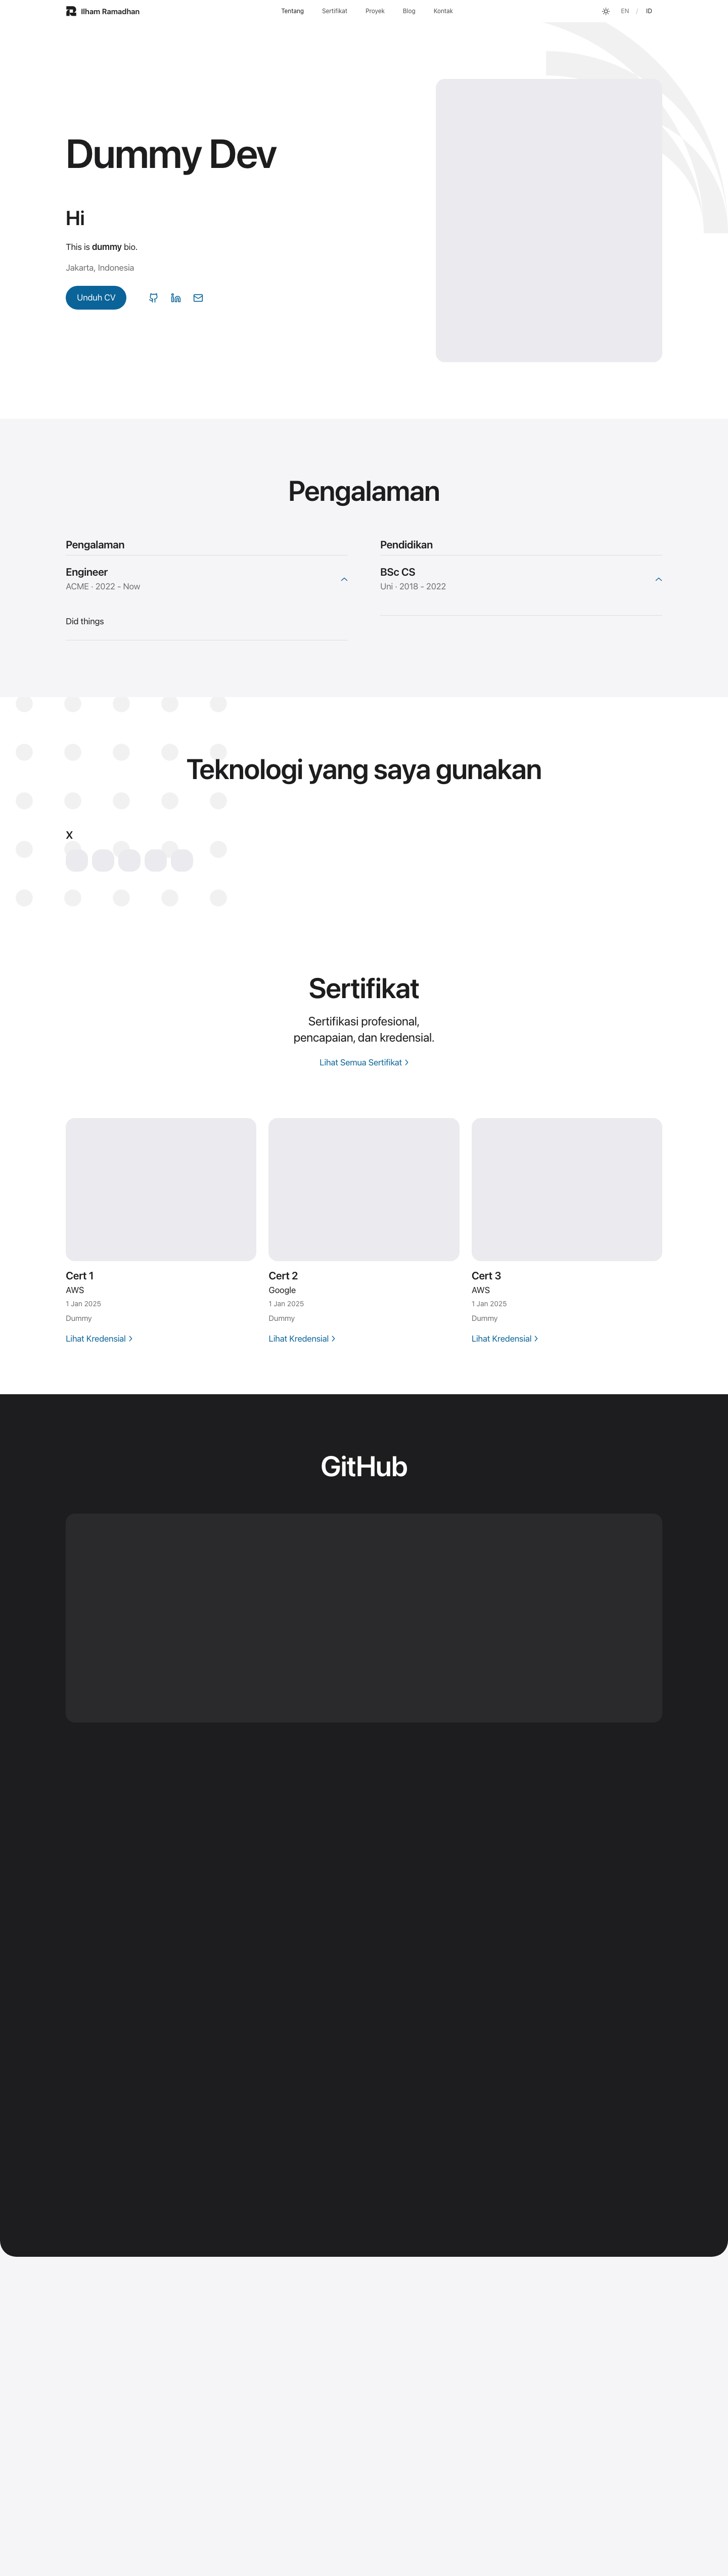 Ilham Ramadhan
Tentang
Sertifikat
Proyek
Blog
Kontak
EN / ID
Dummy Dev
Hi
This is dummy bio.
Jakarta, Indonesia
Unduh CV
Pengalaman
Pengalaman
Engineer
ACME · 2022 - Now
Did things
Pendidikan
BSc CS
Uni · 2018 - 2022
Teknologi yang saya gunakan
X
Sertifikat
Sertifikasi profesional,
pencapaian, dan kredensial.
Lihat Semua Sertifikat
Cert 1
AWS
1 Jan 2025
Dummy
Lihat Kredensial
Cert 2
Google
1 Jan 2025
Dummy
Lihat Kredensial
Cert 3
AWS
1 Jan 2025
Dummy
Lihat Kredensial
GitHub